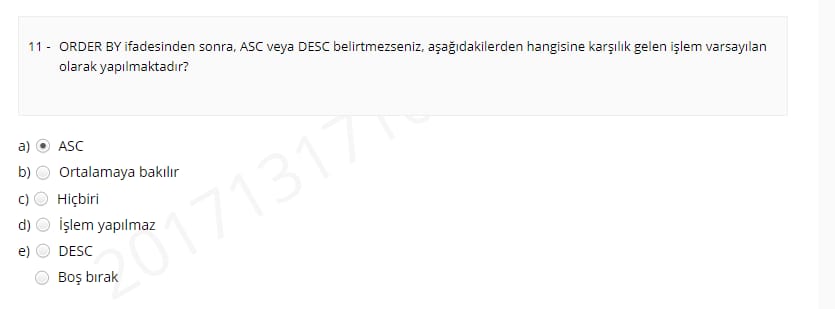 11 - ORDER BY ifadesinden sonra, ASC veya DESC belirtmezseniz, aşağıdakilerden hangisine karşılık gelen işlem varsayılan
olarak yapılmaktadır?
a) ASC
b) Ortalamaya bakılır
c) Hiçbiri
d) İşlem yapılmaz
e) DESC
Boş bırak